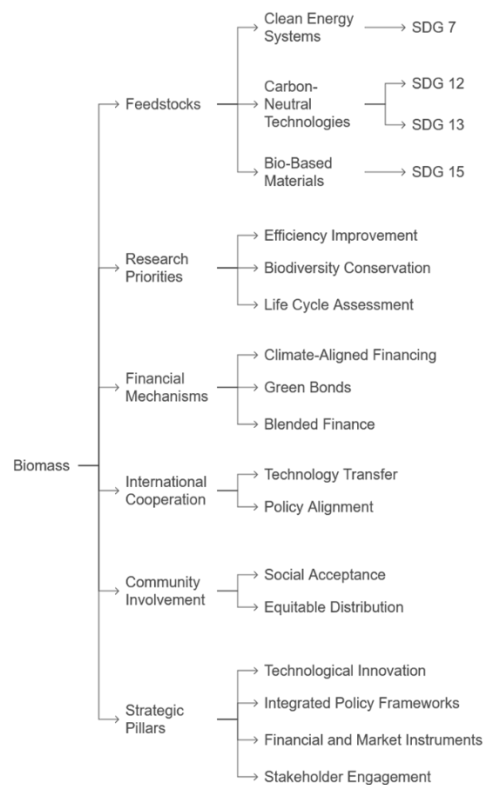 Clean Energy
Systems
SDG 7
Feedstocks
Carbon-
Neutral
Technologies
SDG 12
SDG 13
Bio-Based
Materials
SDG 15
Research
Priorities
Efficiency Improvement
Biodiversity Conservation
Life Cycle Assessment
Financial
Mechanisms
Climate-Aligned Financing
Green Bonds
Blended Finance
Biomass
International
Cooperation
Technology Transfer
Policy Alignment
Community
Involvement
Social Acceptance
Equitable Distribution
Strategic
Pillars
Technological Innovation
Integrated Policy Frameworks
Financial and Market Instruments
Stakeholder Engagement